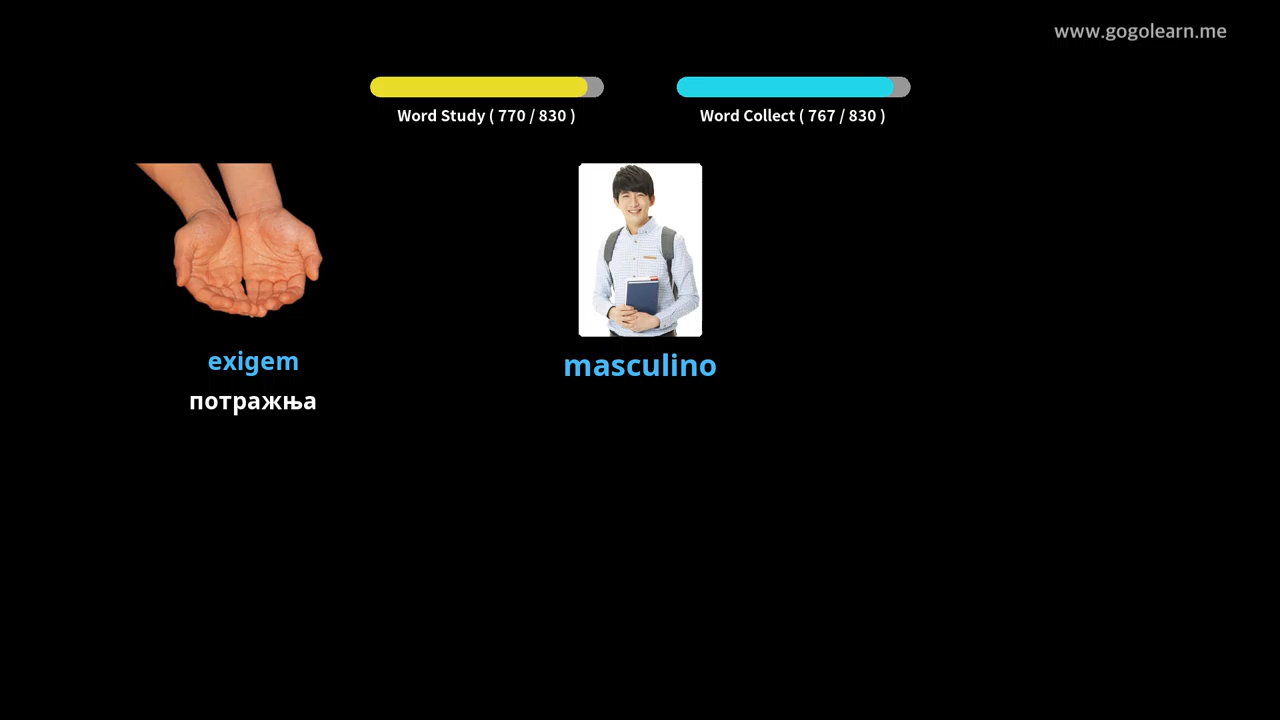 www.gogolearn.me
Word Study ( 770 / 830 )
Word Collect ( 767 / 830 )
exigem
потражња
masculino